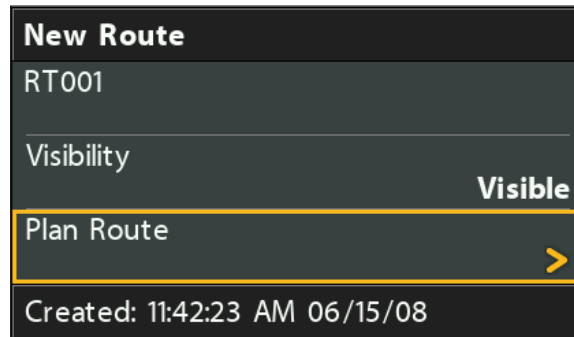 New Route
RT001
Visibility
Visible
Plan Route
Created: 11:42:23 AM 06/15/08